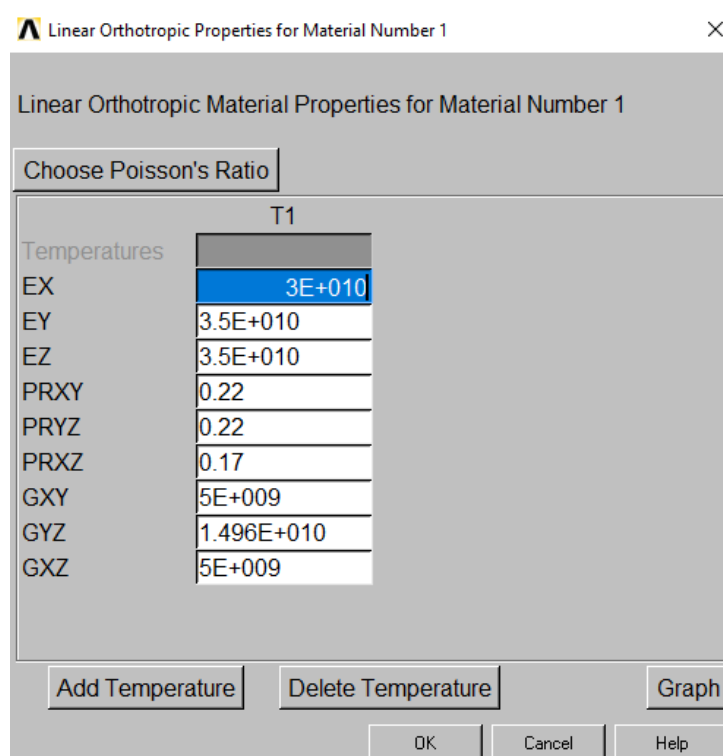 Linear Orthotropic Properties for Material Number 1
Linear Orthotropic Material Properties for Material Number 1
Choose Poisson's Ratio
T1
Temperatures
EX 3E+010
EY 3.5E+010
EZ 3.5E+010
PRXY 0.22
PRYZ 0.22
PRXZ 0.17
GXY 5E+009
GYZ 1.496E+010
GXZ 5E+009
Add Temperature Delete Temperature Graph
OK Cancel Help